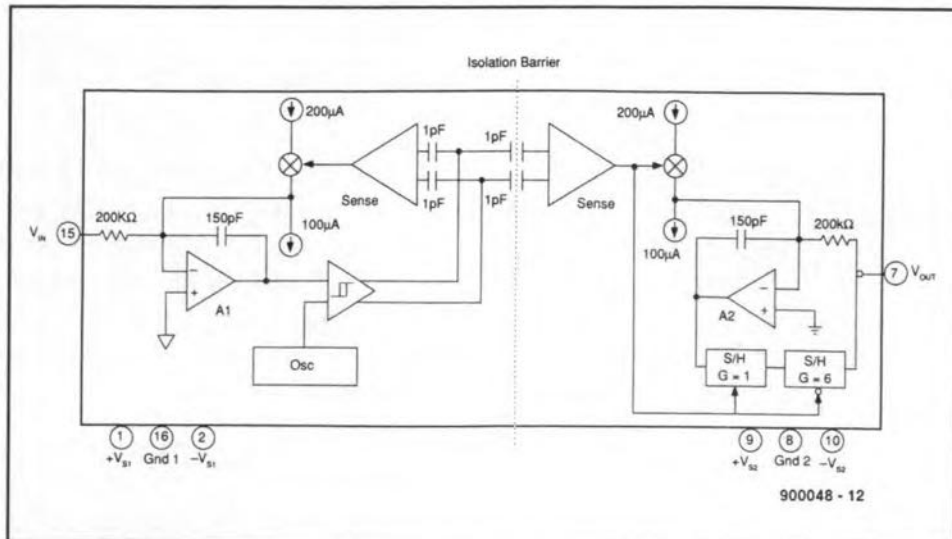 Isolation Barrier
200µA
200µA
1pF
1pF
1pF
1pF
Sense
Sense
200KΩ
150pF
100µA
150pF
200kΩ
100µA
VIN
15
−
+
A1
−
+
A2
7
VOUT
Osc
S/H
G = 1
S/H
G = 6
1
16
2
+VS1
Gnd 1
−VS1
9
8
10
+VS2
Gnd 2
−VS2
900048 - 12